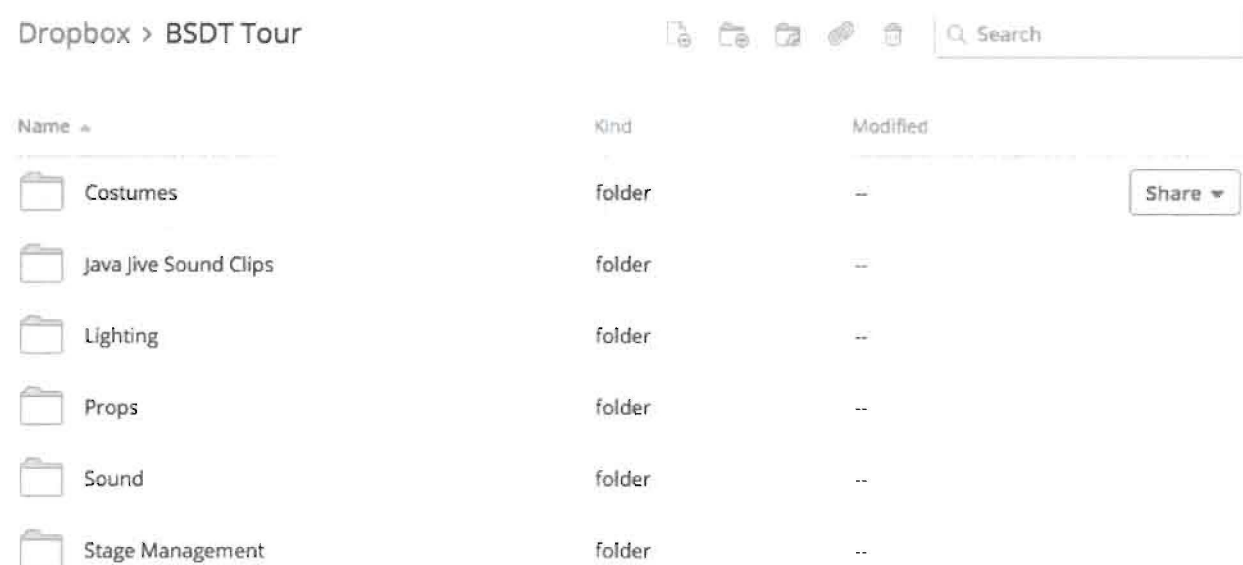 Dropbox > BSDT Tour
Search
Name Kind Modified
Costumes folder -- Share
Java Jive Sound Clips folder --
Lighting folder --
Props folder --
Sound folder --
Stage Management folder --